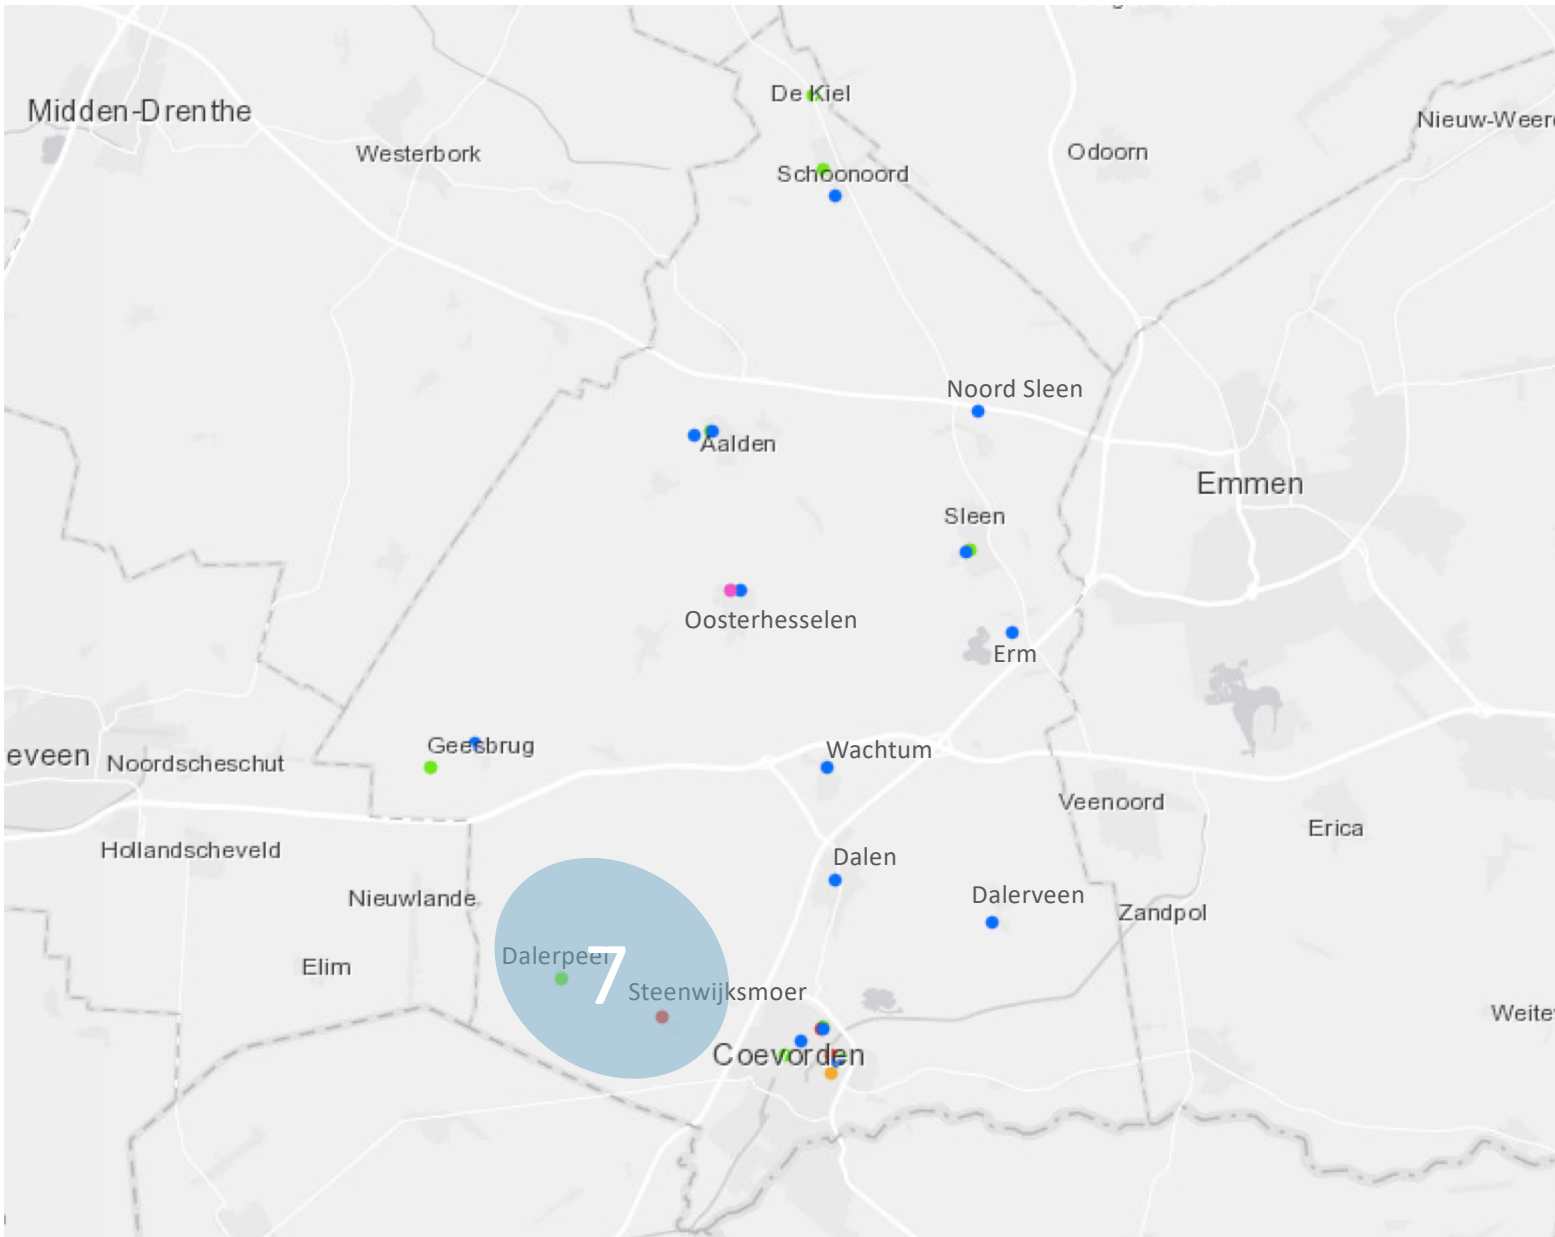 De Kiel
Midden-Drenthe
Nieuw-Weer
Westerbork
Odoorn
Schoonoord
Noord Sleen
Aalden
Emmen
Sleen
Oosterhesselen
Erm
Geesbrug
Wachtum
eveen
Noordscheschut
Veenoord
Erica
Hollandscheveld
Dalen
Nieuwlande
Dalerveen
Zandpol
Dalerpeel
7
Elim
Steenwijksmoer
Weite
Coevorden